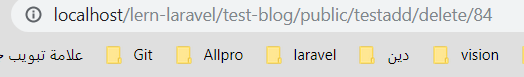 localhost/lern-laravel/test-blog/public/testadd/delete/84
علامة تبويب Git Allpro laravel دين vision